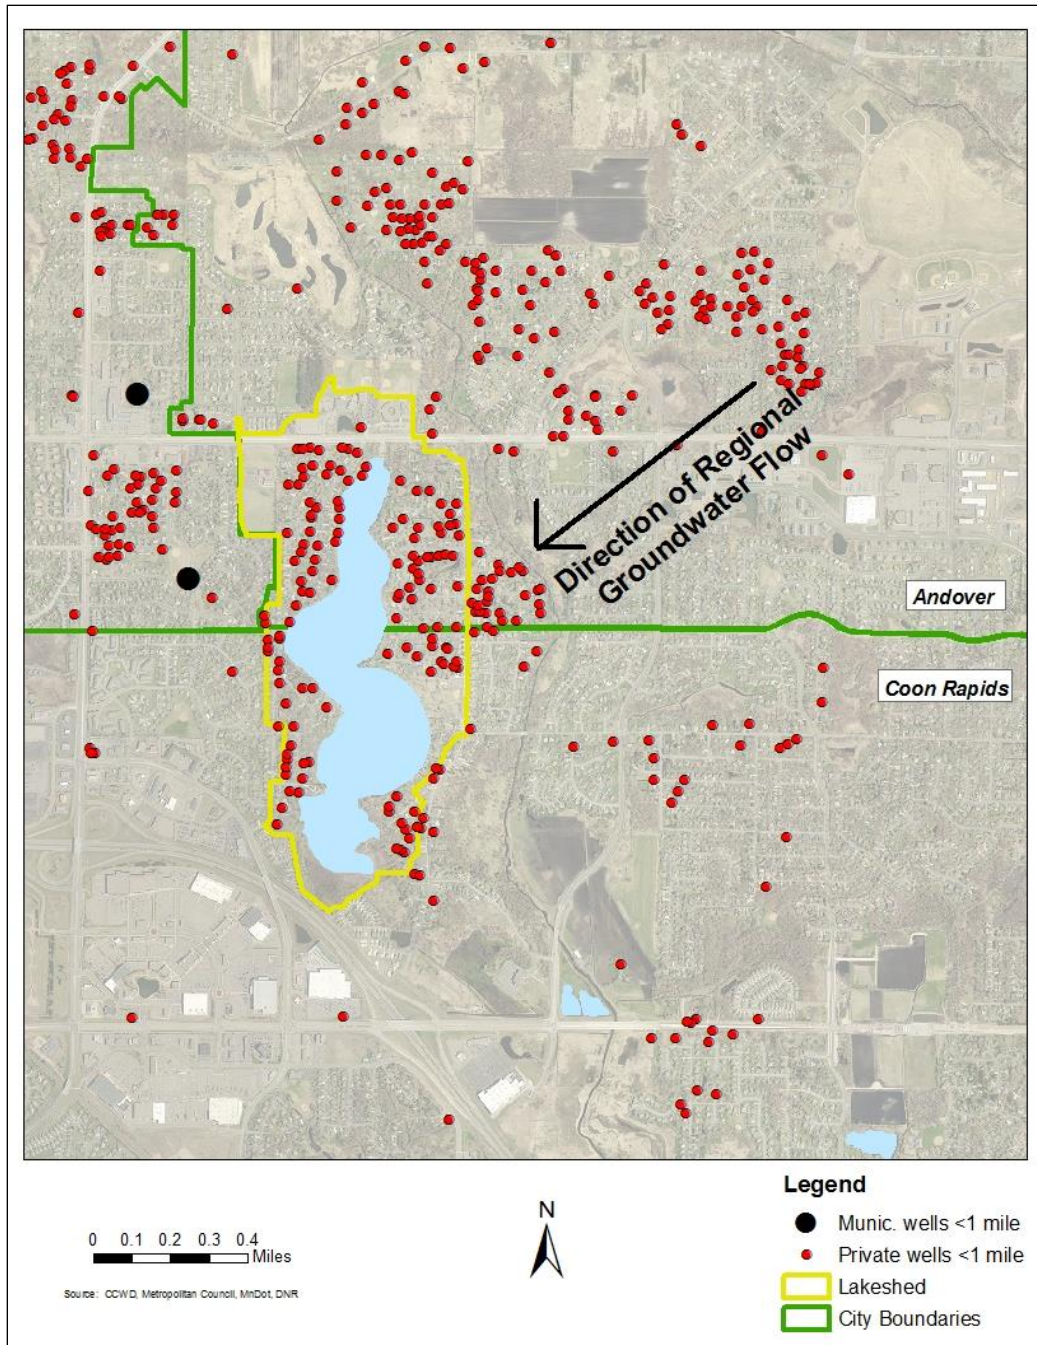 Direction of Regional
Groundwater Flow
Andover
Coon Rapids
Legend
N
0 0.1 0.2 0.3 0.4
Miles
Munic. wells <1 mile
Private wells <1 mile
Lakeshed
City Boundaries
Source: CCWD, Metropolitan Council, MnDot, DNR